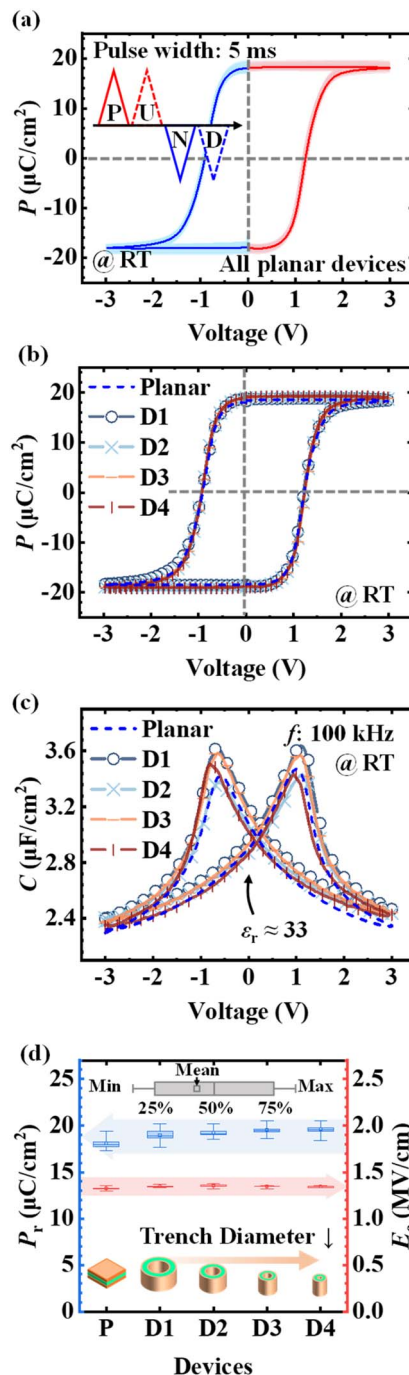 (a)
Pulse width: 5 ms
P
U
N
D
20
10
0
-10
-20
P (μC/cm²)
@ RT
All planar devices
-3 -2 -1 0 1 2 3
Voltage (V)
(b)
Planar
D1
D2
D3
D4
20
10
0
-10
-20
P (μC/cm²)
@ RT
-3 -2 -1 0 1 2 3
Voltage (V)
(c)
Planar
D1
D2
D3
D4
f: 100 kHz
@ RT
3.6
3.2
2.8
2.4
C (μF/cm²)
εr ≈ 33
-3 -2 -1 0 1 2 3
Voltage (V)
(d)
Mean
Min
Max
25% 50% 75%
25
20
15
10
5
0
Pr (μC/cm²)
2.5
2.0
1.5
1.0
0.5
0.0
Ec (MV/cm)
Trench Diameter ↓
P D1 D2 D3 D4
Devices